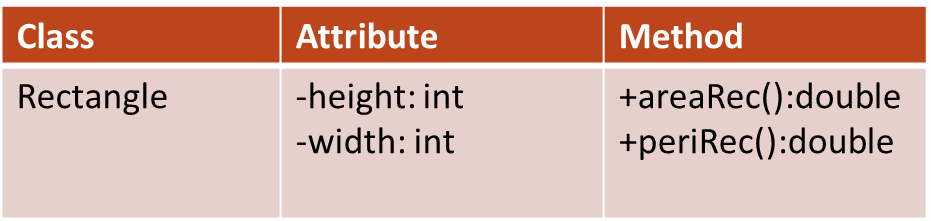 Class Attribute Method
Rectangle -height: int +areaRec():double
-width: int +periRec():double